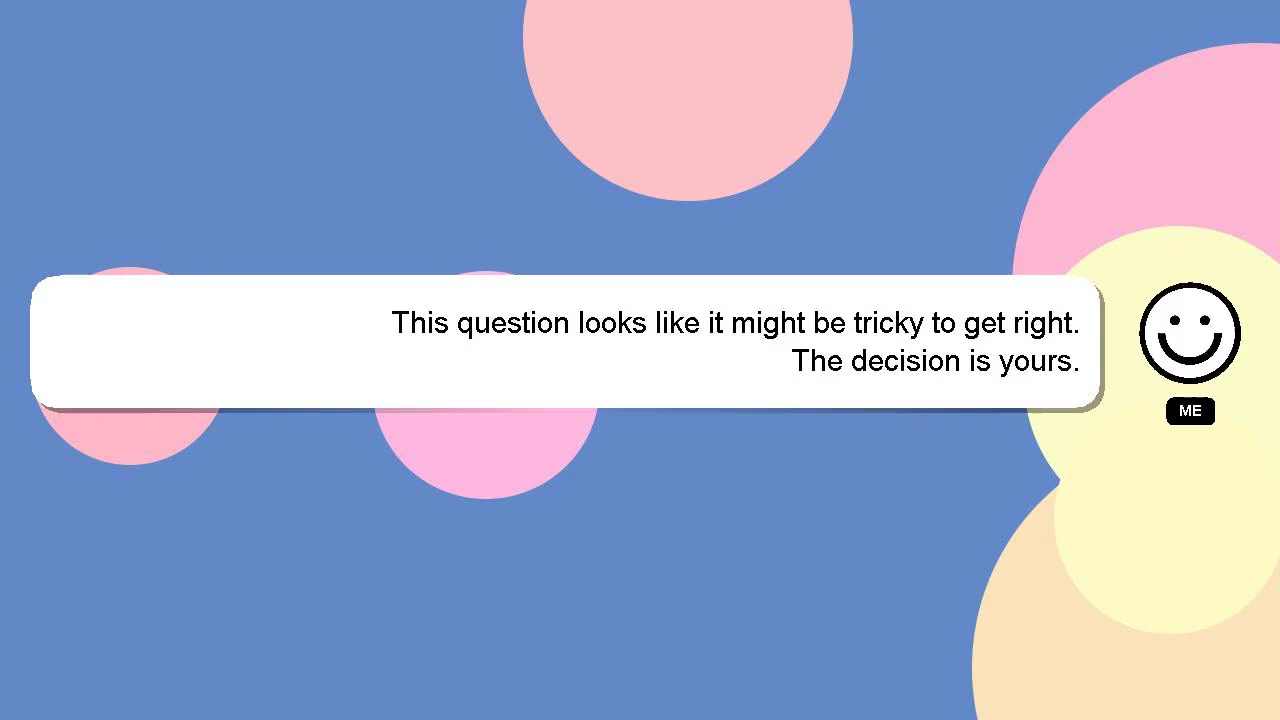 This question looks like it might be tricky to get right.
The decision is yours.
ME